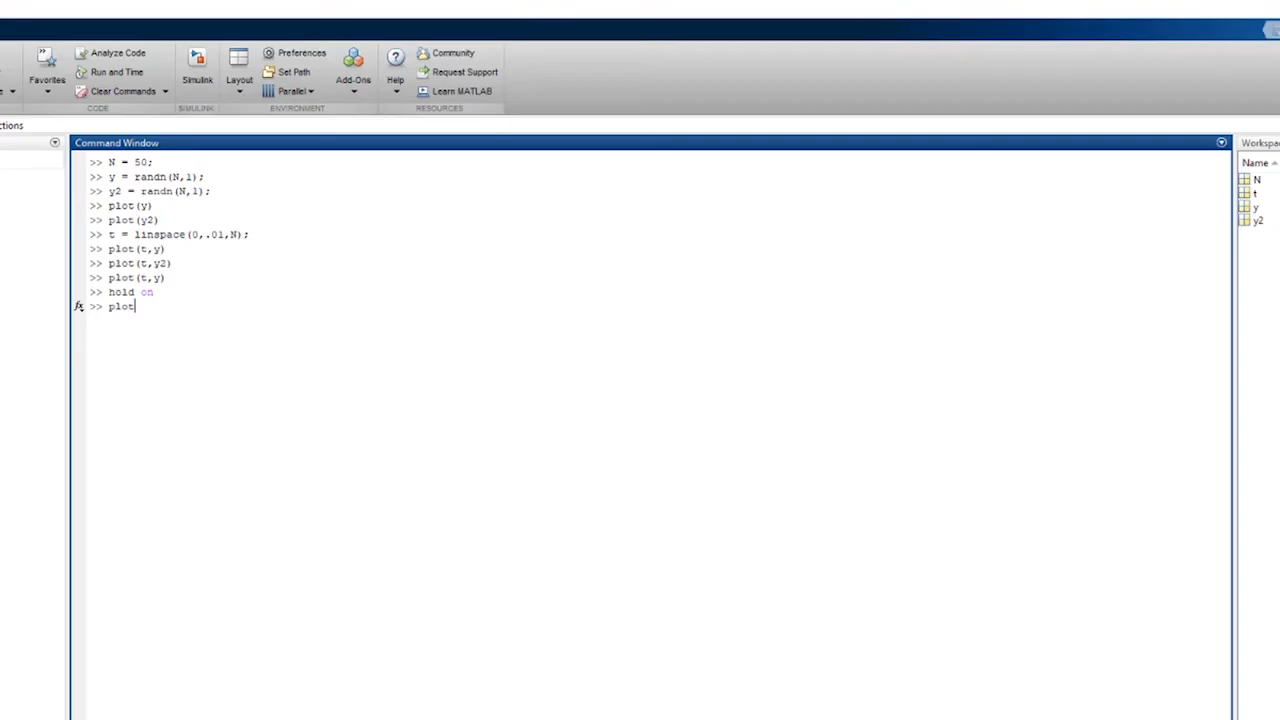 Analyze Code
Preferences
Community
Run and Time
Set Path
Request Support
Favorites
Simulink
Layout
Add-Ons
Help
Clear Commands
Parallel
Learn MATLAB
CODE
SIMULINK
ENVIRONMENT
RESOURCES
ctions
Command Window
Workspa
Name
N
t
y
y2
>> N = 50;
>> y = randn(N,1);
>> y2 = randn(N,1);
>> plot(y)
>> plot(y2)
>> t = linspace(0,.01,N);
>> plot(t,y)
>> plot(t,y2)
>> plot(t,y)
>> hold on
fx >> plot